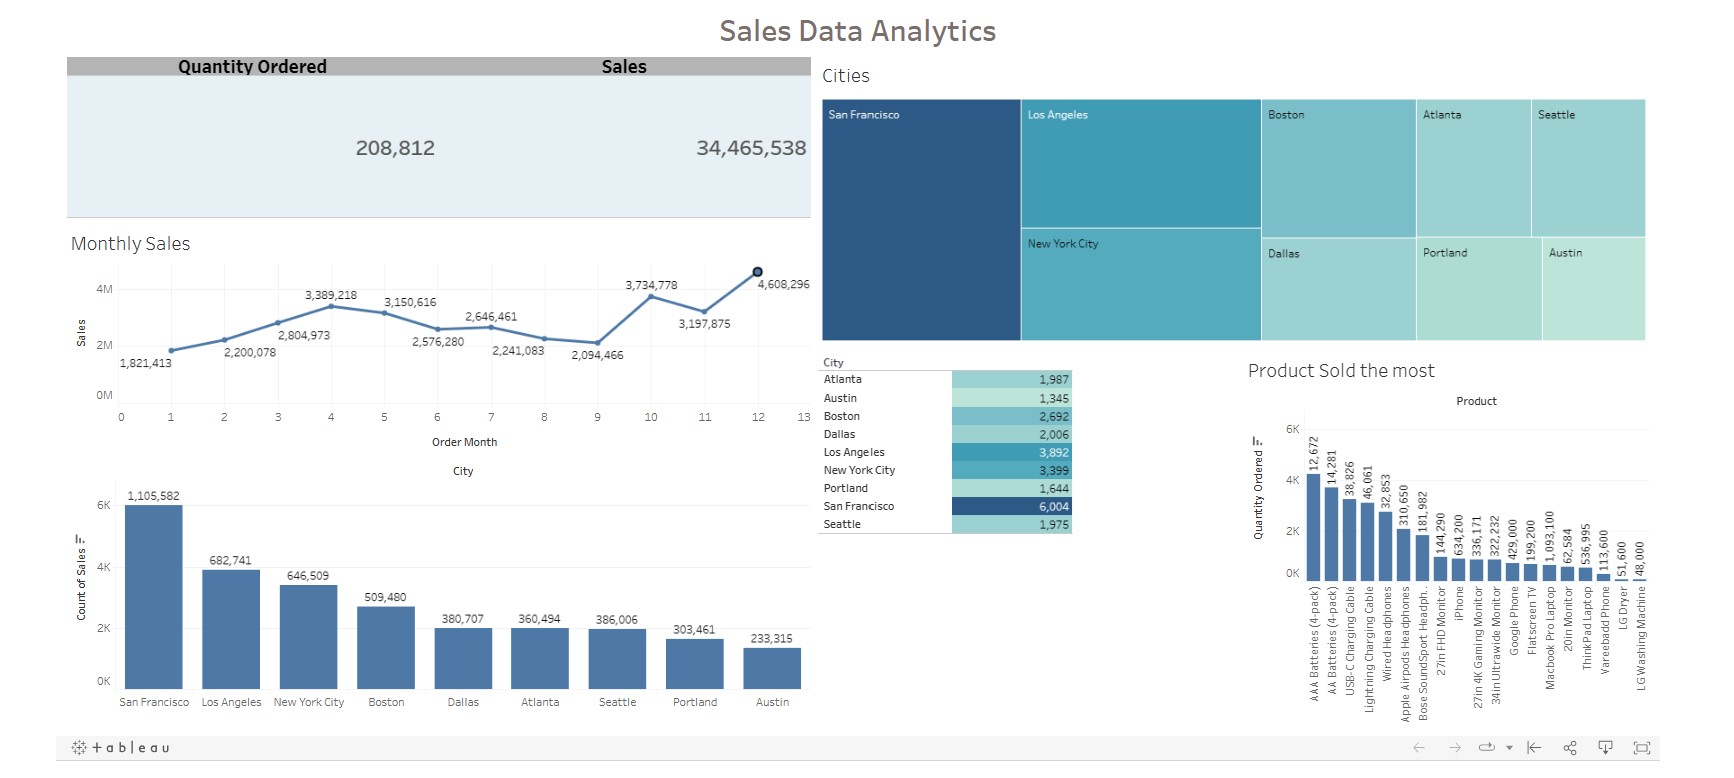 Sales Data Analytics
Quantity Ordered Sales
208,812 34,465,538
Monthly Sales
Sales
4M
2M
0M
1,821,413
2,200,078
2,804,973
3,389,218
3,150,616
2,576,280
2,646,461
2,241,083
2,094,466
3,734,778
3,197,875
4,608,296
0 1 2 3 4 5 6 7 8 9 10 11 12 13
Order Month
City
Count of Sales
6K
4K
2K
0K
1,105,582
682,741
646,509
509,480
380,707
360,494
386,006
303,461
233,315
San Francisco Los Angeles New York City Boston Dallas Atlanta Seattle Portland Austin
Cities
San Francisco
Los Angeles
New York City
Boston
Dallas
Atlanta
Seattle
Portland
Austin
City
Atlanta 1,987
Austin 1,345
Boston 2,692
Dallas 2,006
Los Angeles 3,892
New York City 3,399
Portland 1,644
San Francisco 6,004
Seattle 1,975
Product Sold the most
Product
Quantity Ordered
6K
4K
2K
0K
12,672
14,281
38,826
46,061
32,853
310,650
181,982
144,290
634,200
336,171
322,232
429,000
199,200
1,093,100
62,584
536,995
113,600
51,600
48,000
AAA Batteries (4-pack)
AA Batteries (4-pack)
USB-C Charging Cable
Lightning Charging Cable
Wired Headphones
Apple Airpods Headphones
Bose SoundSport Headph..
27in FHD Monitor
iPhone
27in 4K Gaming Monitor
34in Ultrawide Monitor
Google Phone
Flatscreen TV
Macbook Pro Laptop
20in Monitor
ThinkPad Laptop
Vareebadd Phone
LG Dryer
LG Washing Machine
+ableau